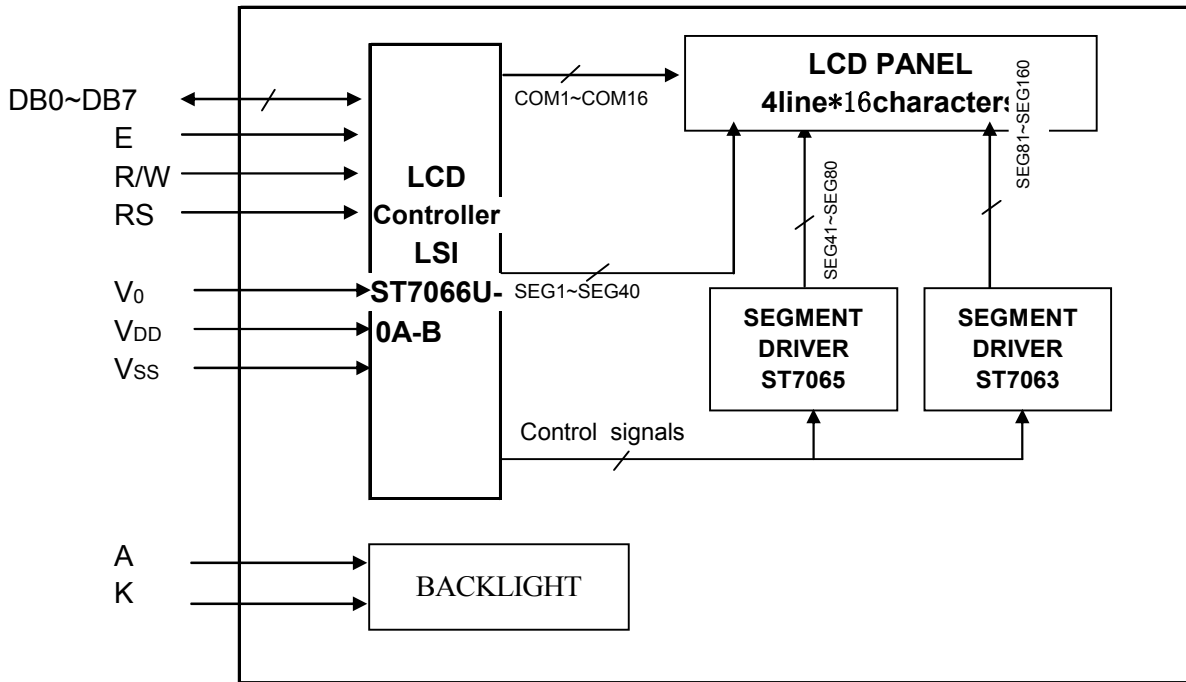 DB0~DB7
E
R/W
RS
V0
VDD
VSS
A
K
LCD
Controller
LSI
ST7066U-
0A-B
COM1~COM16
SEG1~SEG40
Control signals
LCD PANEL
4line*16characters
SEG41~SEG80
SEG81~SEG160
SEGMENT
DRIVER
ST7065
SEGMENT
DRIVER
ST7063
BACKLIGHT